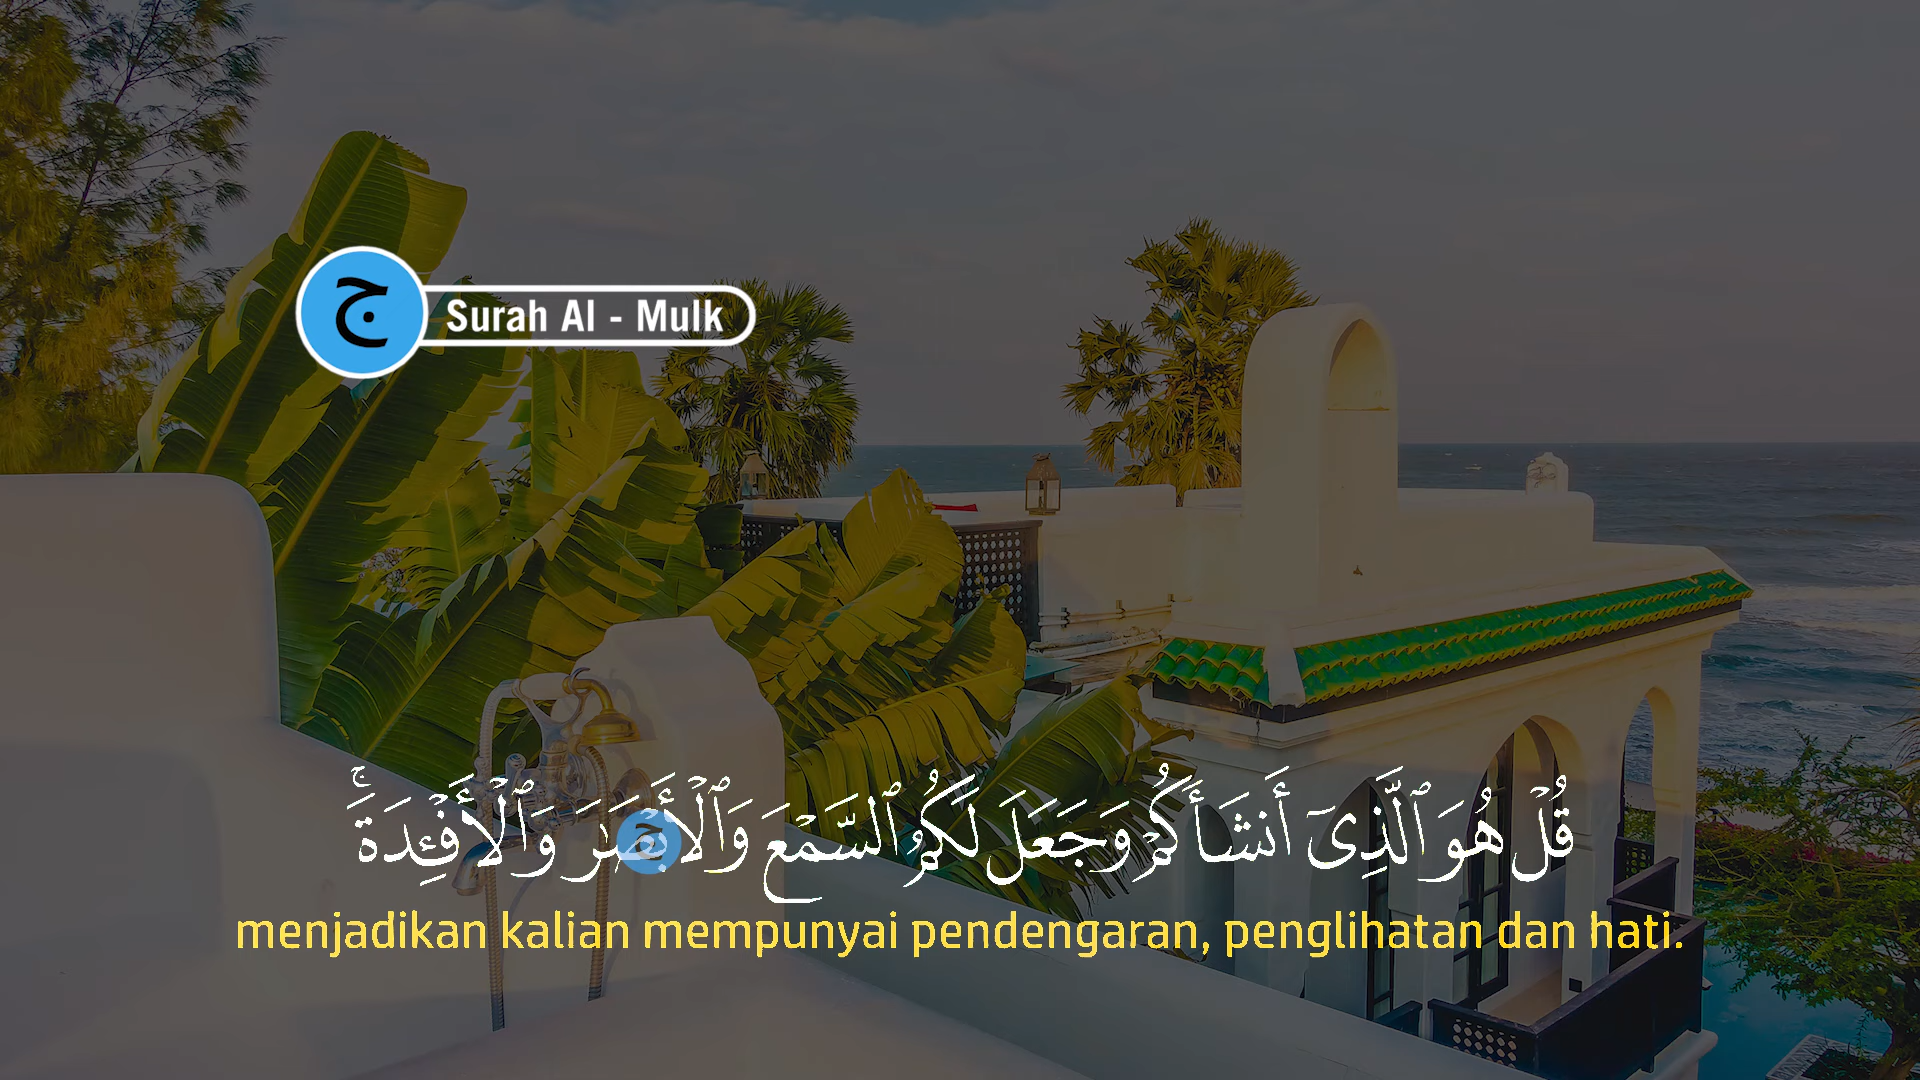 ج
Surah Al - Mulk
قُلْ هُوَ ٱلَّذِىٓ أَنشَأَكُمْ وَجَعَلَ لَكُمُ ٱلسَّمْعَ وَٱلْأَبْصَـٰرَ وَٱلْأَفْـِٔدَةَ ۖ
ج
menjadikan kalian mempunyai pendengaran, penglihatan dan hati.